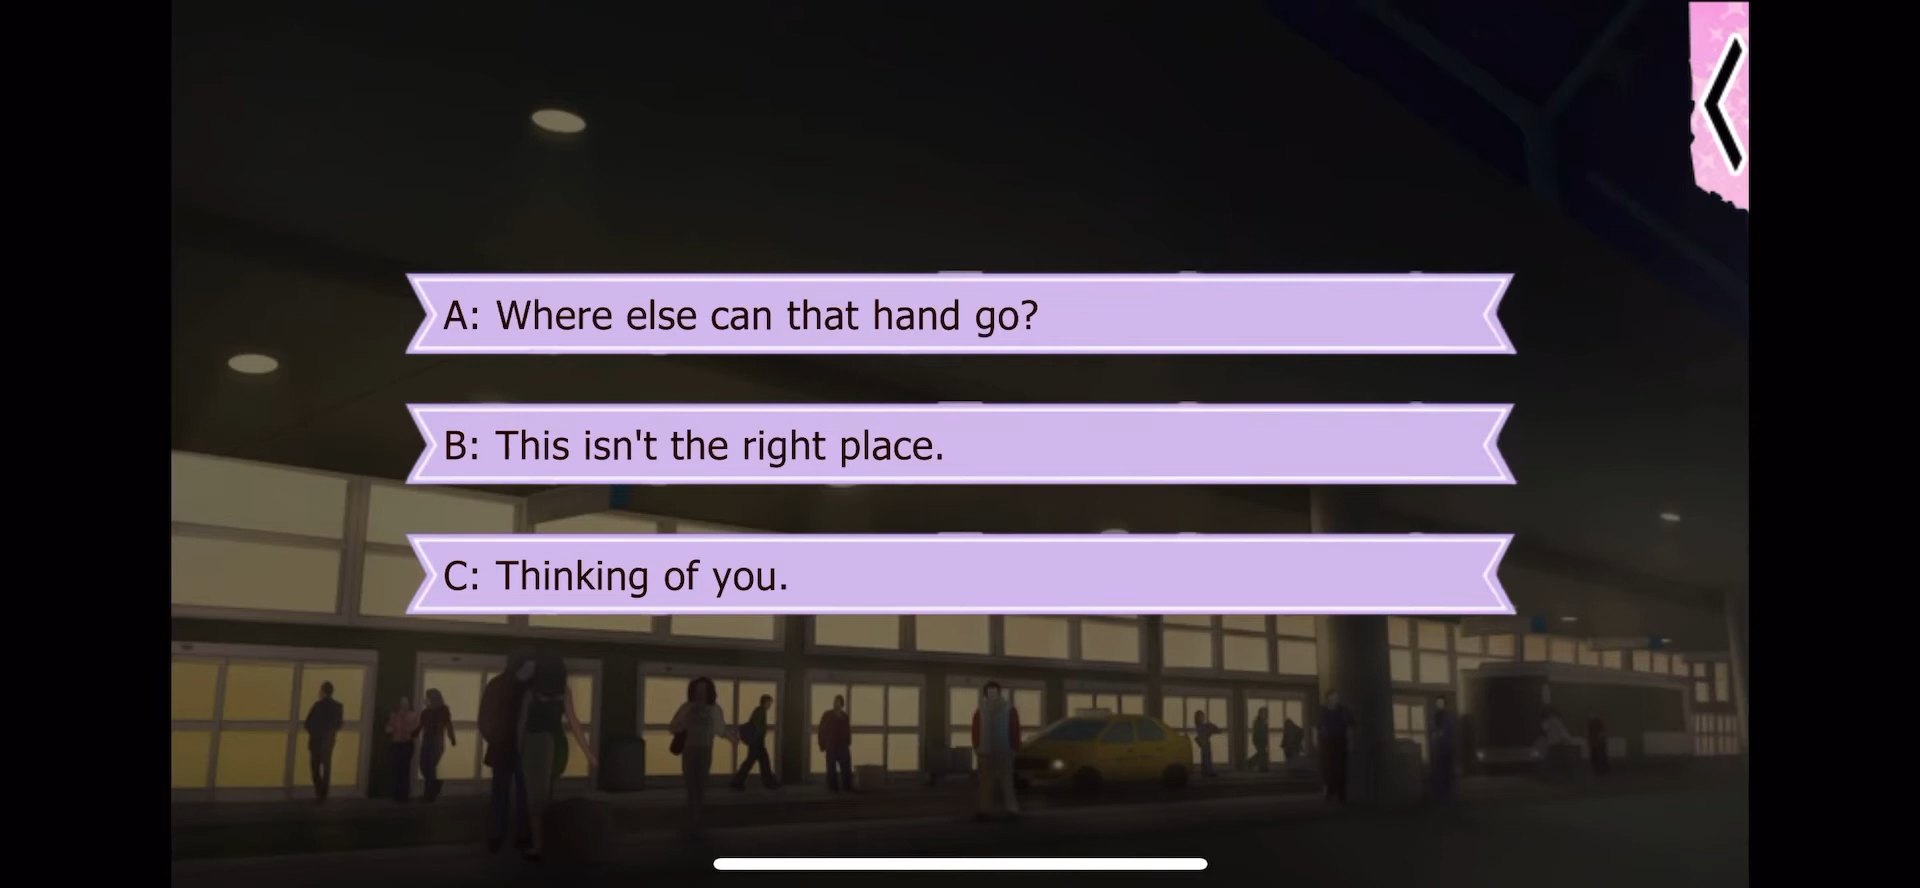 A: Where else can that hand go?
B: This isn't the right place.
C: Thinking of you.